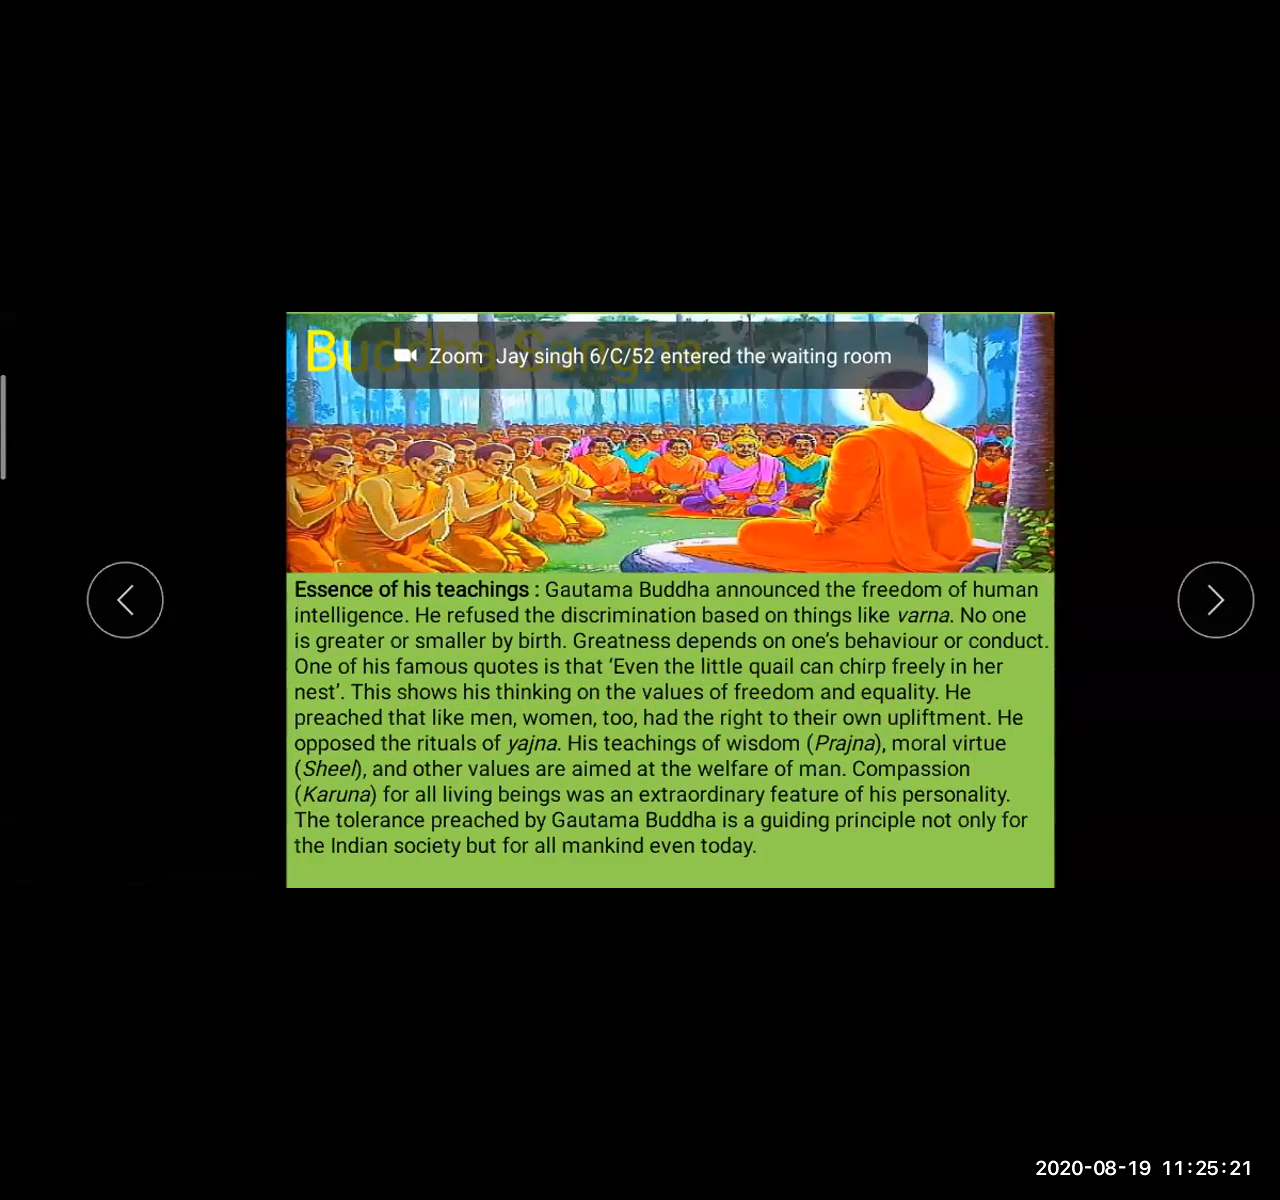 Buddha Sangha
Zoom Jay singh 6/C/52 entered the waiting room
Essence of his teachings : Gautama Buddha announced the freedom of human
intelligence. He refused the discrimination based on things like varna. No one
is greater or smaller by birth. Greatness depends on one’s behaviour or conduct.
One of his famous quotes is that ‘Even the little quail can chirp freely in her
nest’. This shows his thinking on the values of freedom and equality. He
preached that like men, women, too, had the right to their own upliftment. He
opposed the rituals of yajna. His teachings of wisdom (Prajna), moral virtue
(Sheel), and other values are aimed at the welfare of man. Compassion
(Karuna) for all living beings was an extraordinary feature of his personality.
The tolerance preached by Gautama Buddha is a guiding principle not only for
the Indian society but for all mankind even today.
2020-08-19 11:25:21